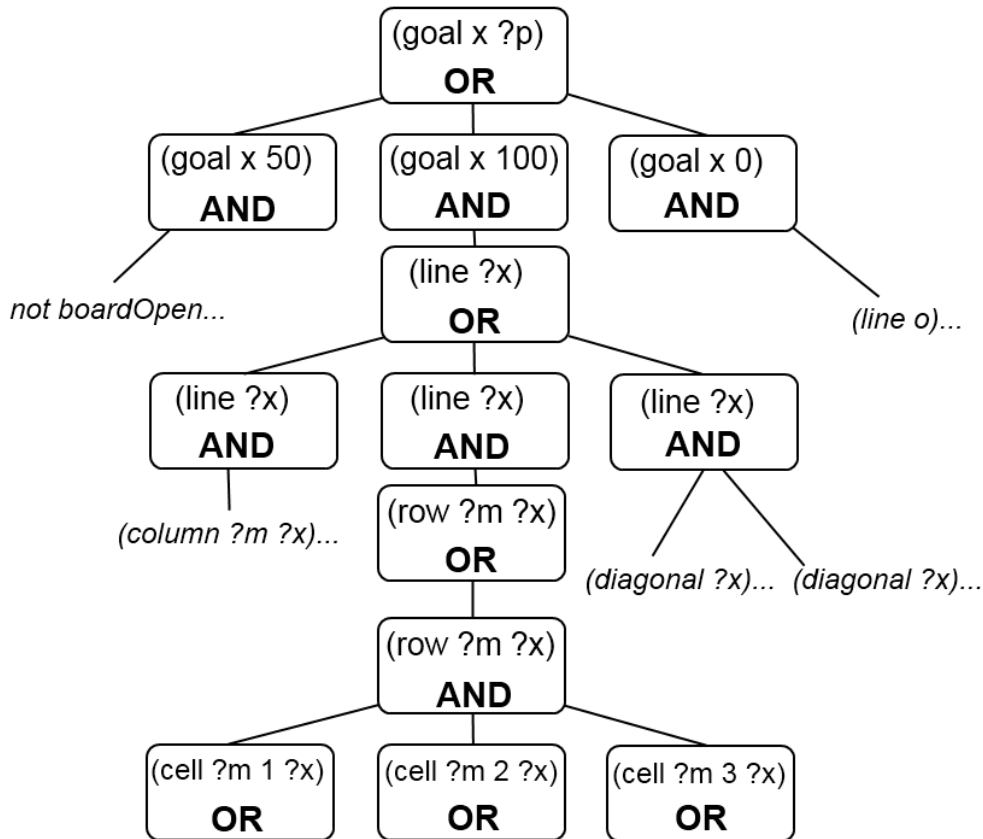 (goal x ?p)
OR
(goal x 50)
AND
(goal x 100)
AND
(goal x 0)
AND
not boardOpen...
(line ?x)
OR
(line o)...
(line ?x)
AND
(line ?x)
AND
(line ?x)
AND
(column ?m ?x)...
(row ?m ?x)
OR
(diagonal ?x)...
(diagonal ?x)...
(row ?m ?x)
AND
(cell ?m 1 ?x)
OR
(cell ?m 2 ?x)
OR
(cell ?m 3 ?x)
OR